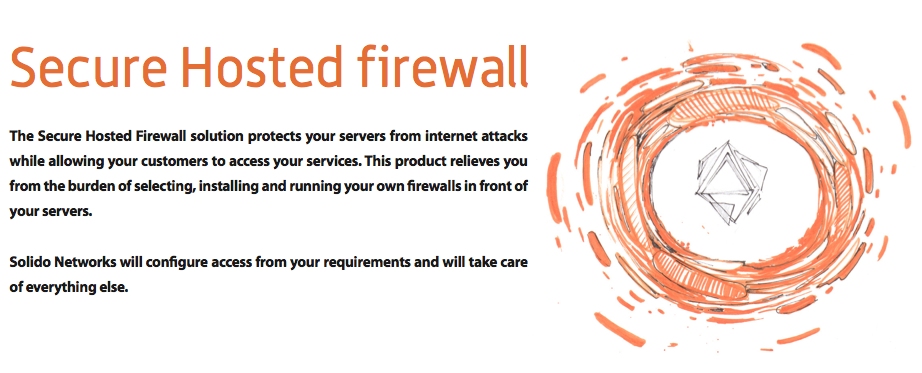 Secure Hosted firewall
The Secure Hosted Firewall solution protects your servers from internet attacks
while allowing your customers to access your services. This product relieves you
from the burden of selecting, installing and running your own firewalls in front of
your servers.
Solido Networks will configure access from your requirements and will take care
of everything else.